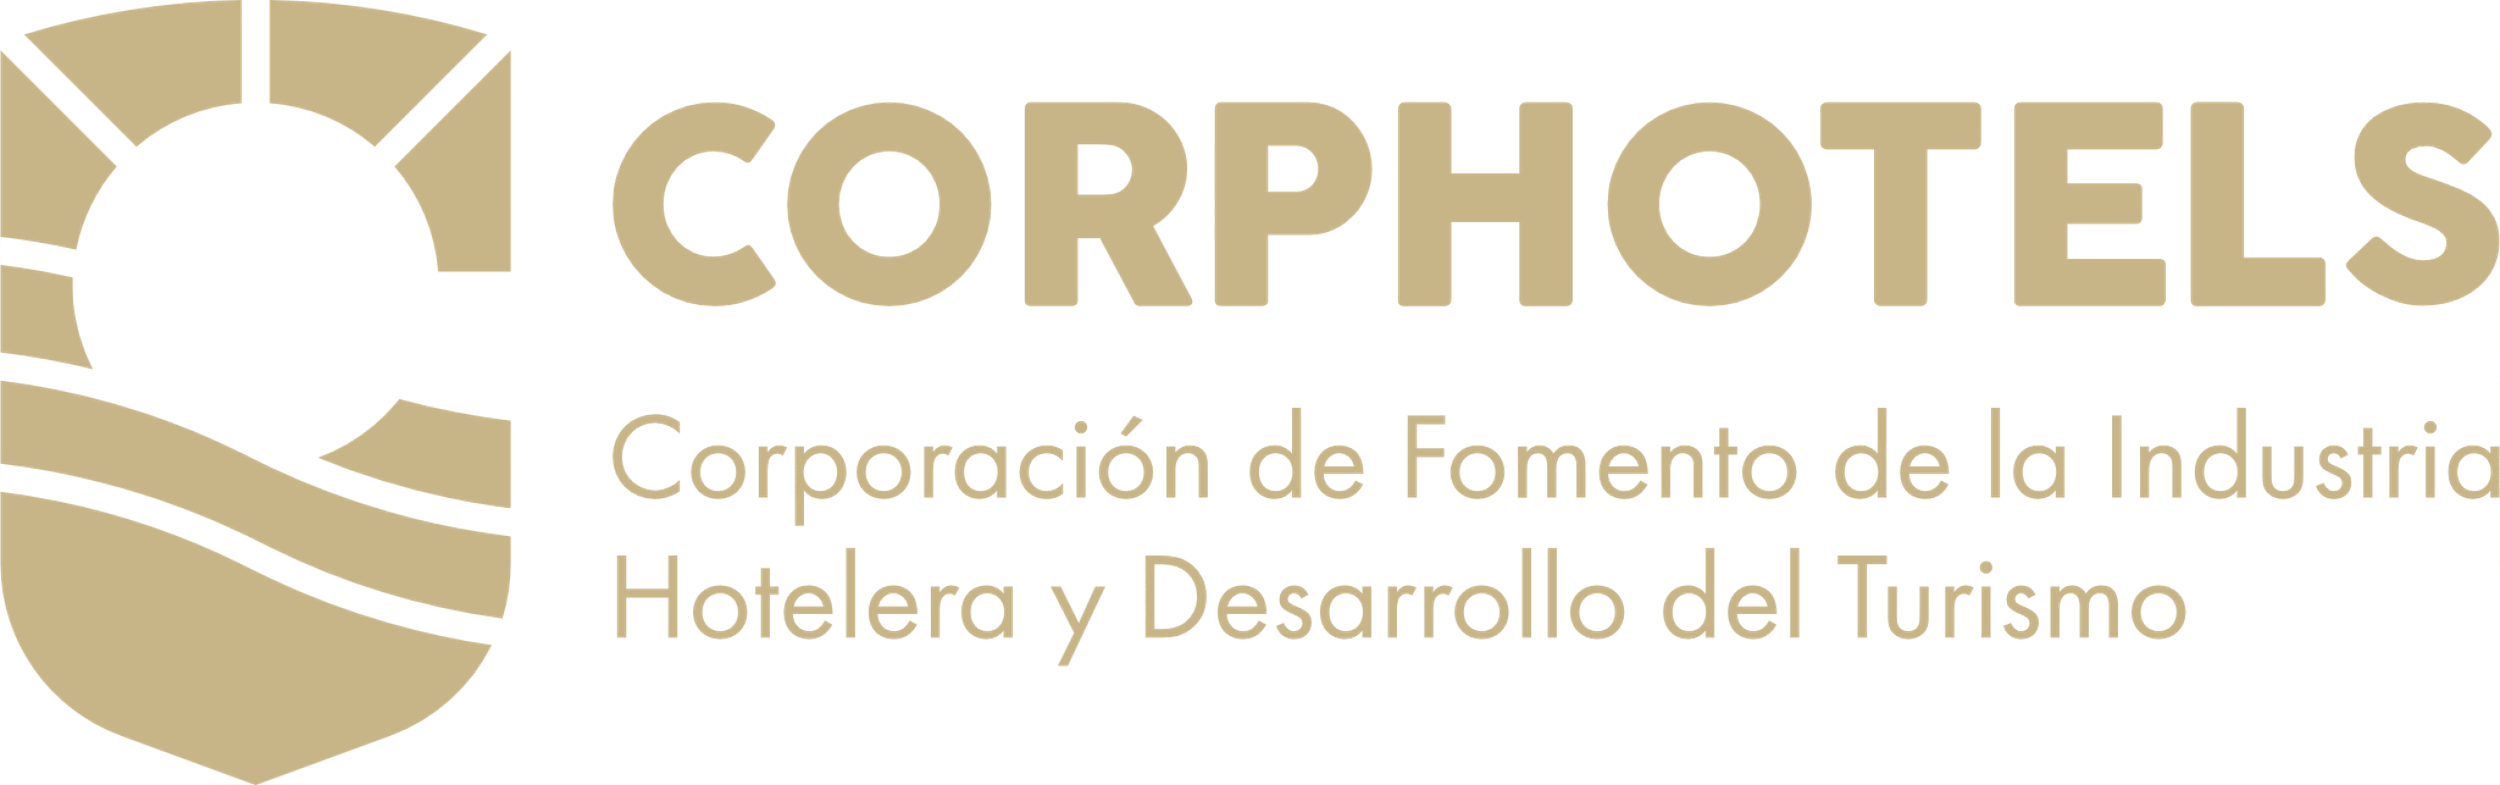 CORPHOTELS
Corporación de Fomento de la Industria
Hotelera y Desarrollo del Turismo